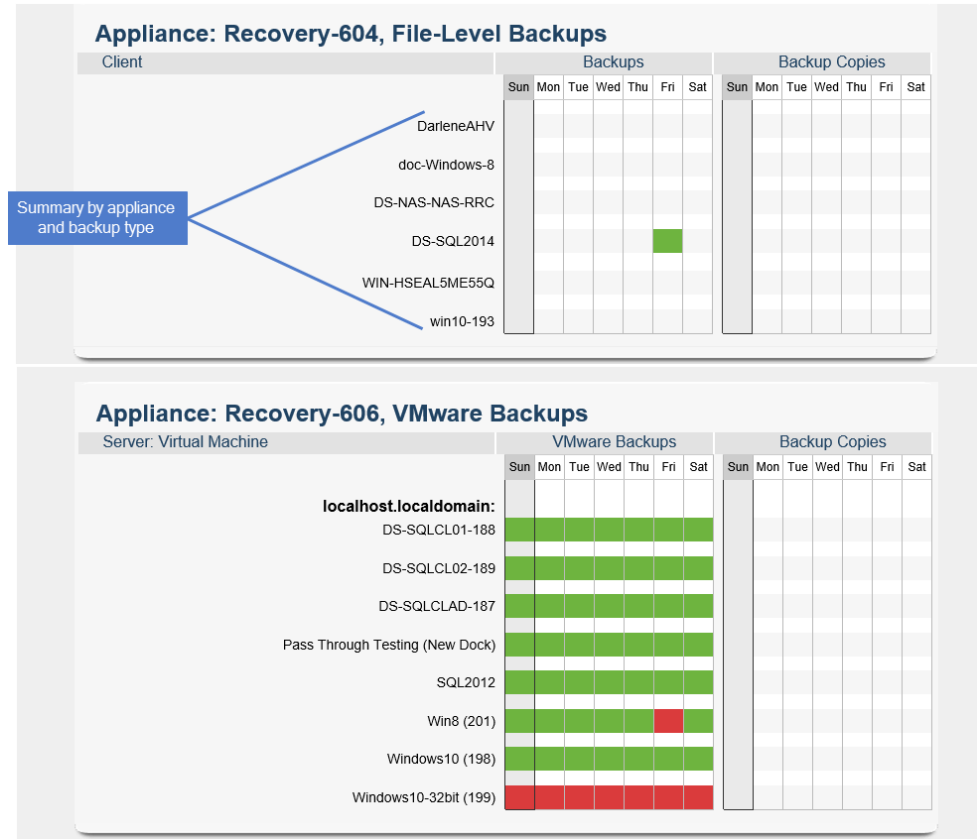 Appliance: Recovery-604, File-Level Backups
Client Backups Backup Copies
Sun Mon Tue Wed Thu Fri Sat Sun Mon Tue Wed Thu Fri Sat
DarleneAHV
doc-Windows-8
Summary by appliance
and backup type
DS-NAS-NAS-RRC
DS-SQL2014
WIN-HSEAL5ME55Q
win10-193
Appliance: Recovery-606, VMware Backups
Server: Virtual Machine VMware Backups Backup Copies
Sun Mon Tue Wed Thu Fri Sat Sun Mon Tue Wed Thu Fri Sat
localhost.localdomain:
DS-SQLCL01-188
DS-SQLCL02-189
DS-SQLCLAD-187
Pass Through Testing (New Dock)
SQL2012
Win8 (201)
Windows10 (198)
Windows10-32bit (199)